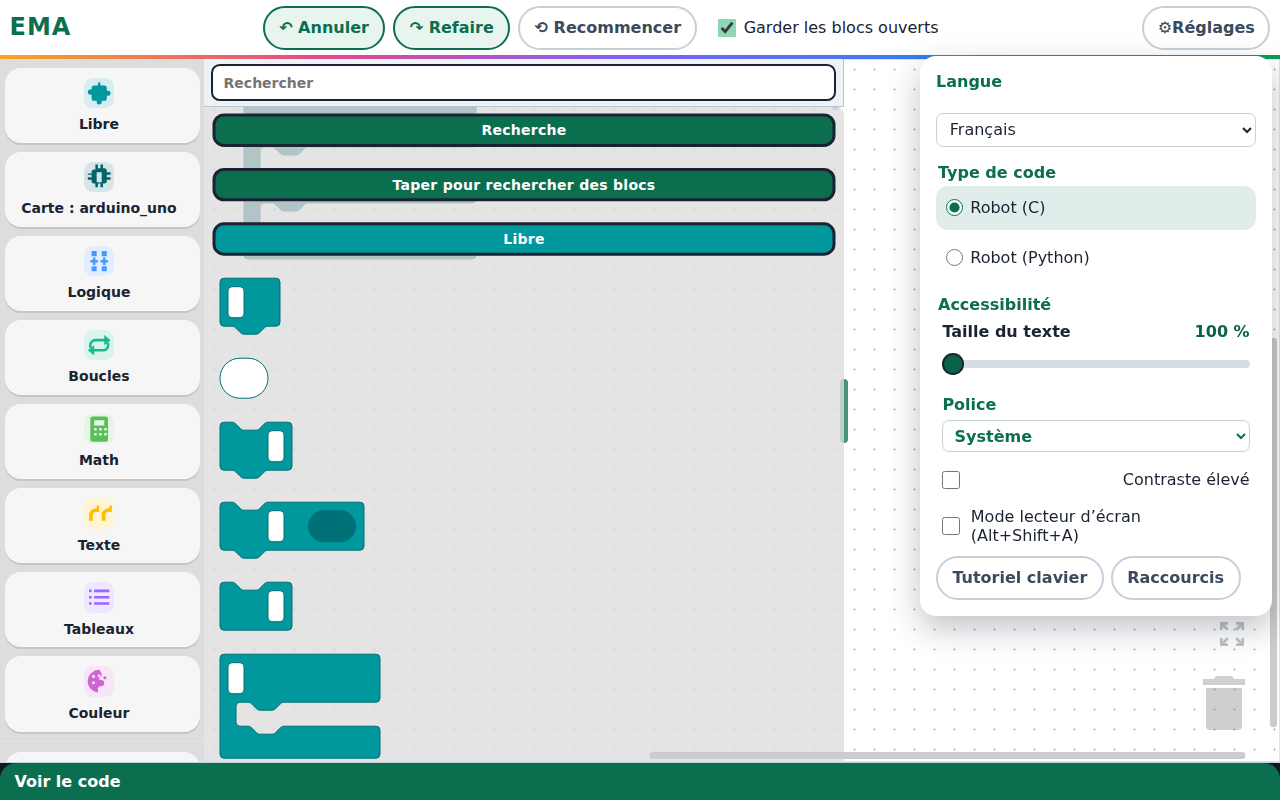 EMA
↶ Annuler
↷ Refaire
⟲ Recommencer
Garder les blocs ouverts
⚙Réglages
Libre
Carte : arduino_uno
Logique
Boucles
Math
Texte
Tableaux
Couleur
Rechercher
Recherche
Taper pour rechercher des blocs
Libre
Langue
Français
Type de code
Robot (C)
Robot (Python)
Accessibilité
Taille du texte 100 %
Police
Système
Contraste élevé
Mode lecteur d’écran
(Alt+Shift+A)
Tutoriel clavier
Raccourcis
Voir le code